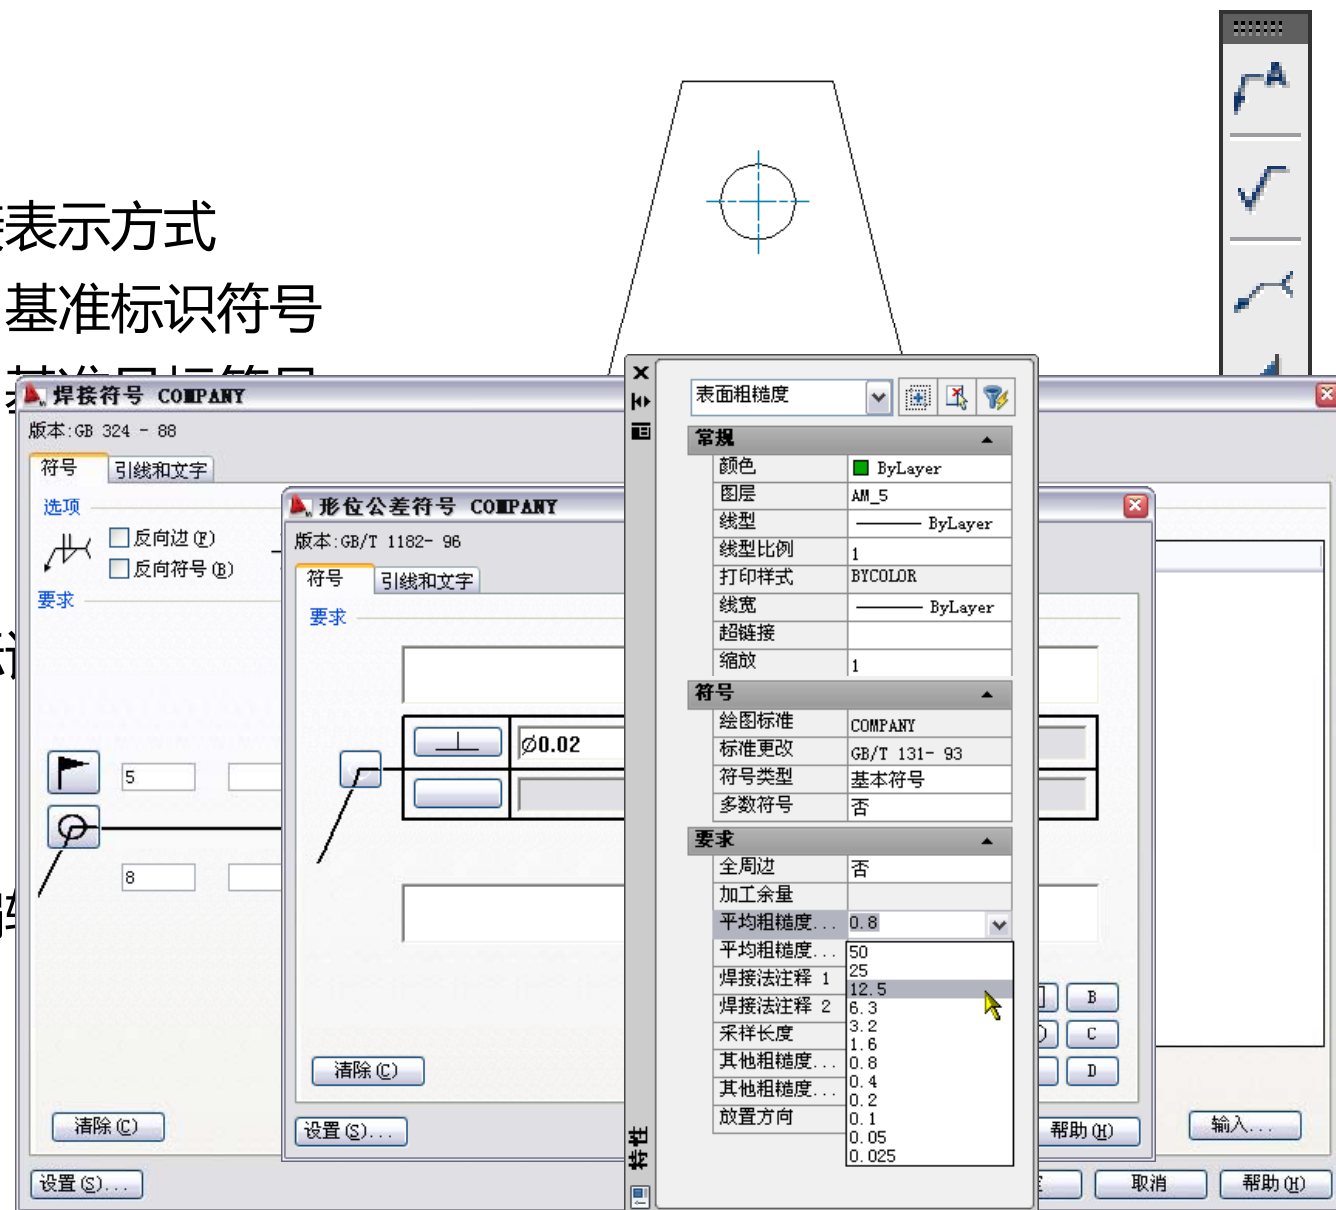 表示方式
基准标识符号
焊接符号 COMPANY
版本:GB 324 - 88
符号
引线和文字
选项
反向边(F)
反向符号(B)
要求
5
8
清除(C)
设置(S)...
形位公差符号 COMPANY
版本:GB/T 1182- 96
符号
引线和文字
要求
∅0.02
B
C
D
清除(C)
设置(S)...
帮助(H)
输入...
取消
帮助(H)
表面粗糙度
常规
颜色 ByLayer
图层 AM_5
线型 ByLayer
线型比例 1
打印样式 BYCOLOR
线宽 ByLayer
超链接
缩放 1
符号
绘图标准 COMPANY
标准更改 GB/T 131- 93
符号类型 基本符号
多数符号 否
要求
全周边 否
加工余量
平均粗糙度... 0.8
平均粗糙度...
焊接法注释 1
焊接法注释 2
采样长度
其他粗糙度...
其他粗糙度...
放置方向
50
25
12.5
6.3
3.2
1.6
0.8
0.4
0.2
0.1
0.05
0.025
特性